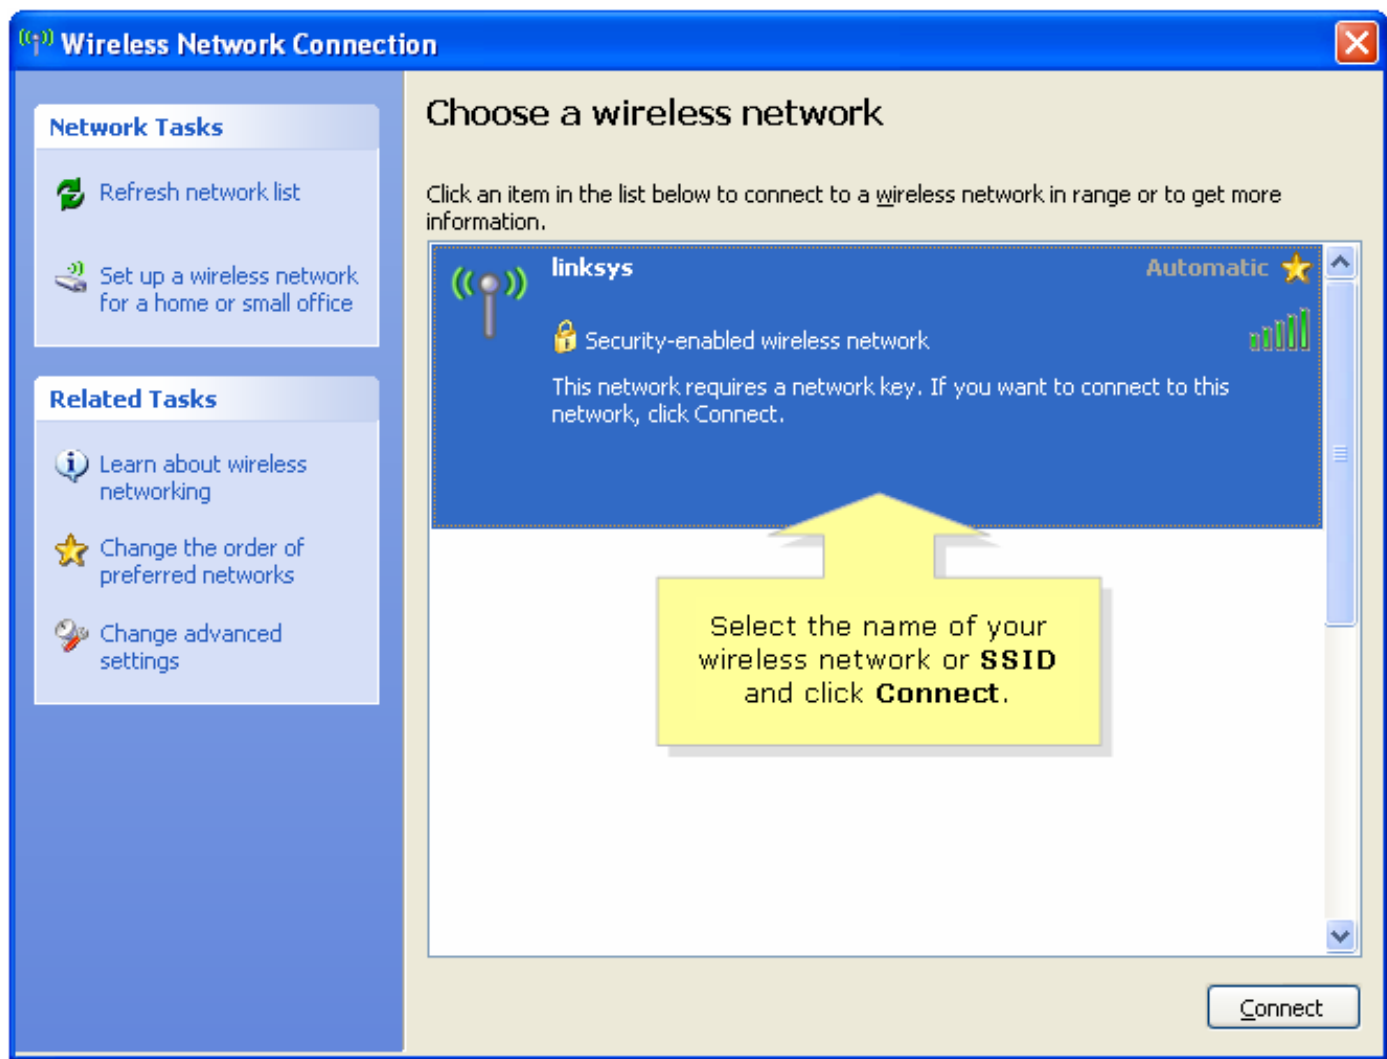 Wireless Network Connection
Network Tasks
Refresh network list
Set up a wireless network
for a home or small office
Related Tasks
Learn about wireless
networking
Change the order of
preferred networks
Change advanced
settings
Choose a wireless network
Click an item in the list below to connect to a wireless network in range or to get more
information.
linksys
Automatic
Security-enabled wireless network
This network requires a network key. If you want to connect to this
network, click Connect.
Select the name of your
wireless network or SSID
and click Connect.
Connect